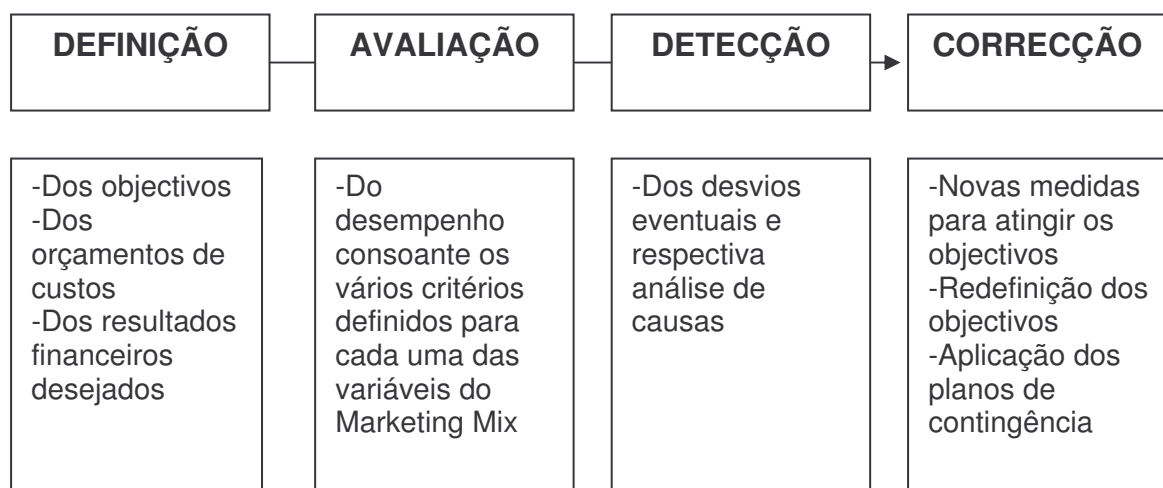 DEFINIÇÃO
AVALIAÇÃO
DETECÇÃO
CORRECÇÃO
-Dos objectivos
-Dos
orçamentos de
custos
-Dos resultados
financeiros
desejados
-Do
desempenho
consoante os
vários critérios
definidos para
cada uma das
variáveis do
Marketing Mix
-Dos desvios
eventuais e
respectiva
análise de
causas
-Novas medidas
para atingir os
objectivos
-Redefinição dos
objectivos
-Aplicação dos
planos de
contingência